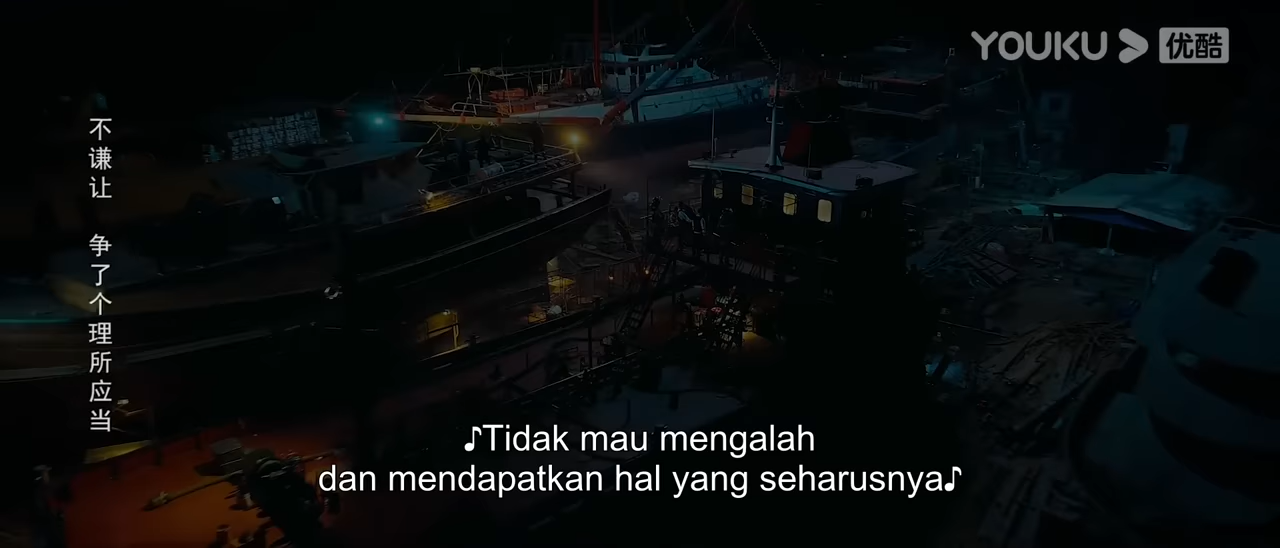 YOUKU 优酷
不谦让 争了个理所应当
♪Tidak mau mengalah
dan mendapatkan hal yang seharusnya♪